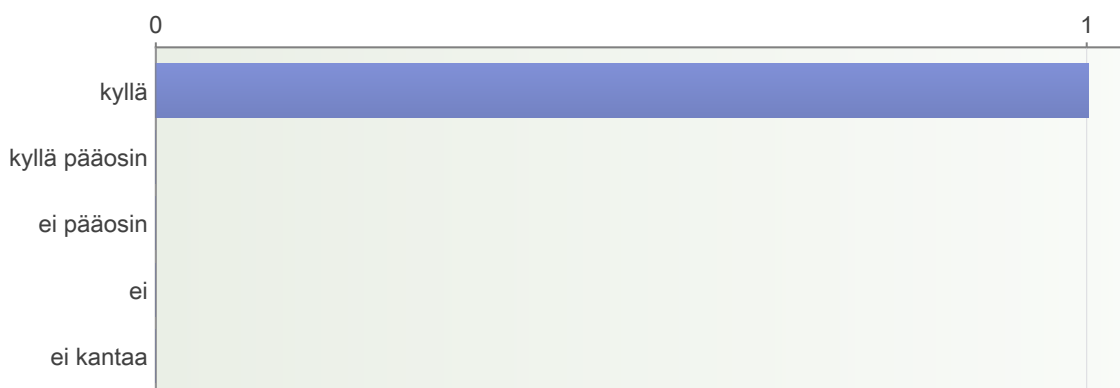 0 1
kyllä
kyllä pääosin
ei pääosin
ei
ei kantaa